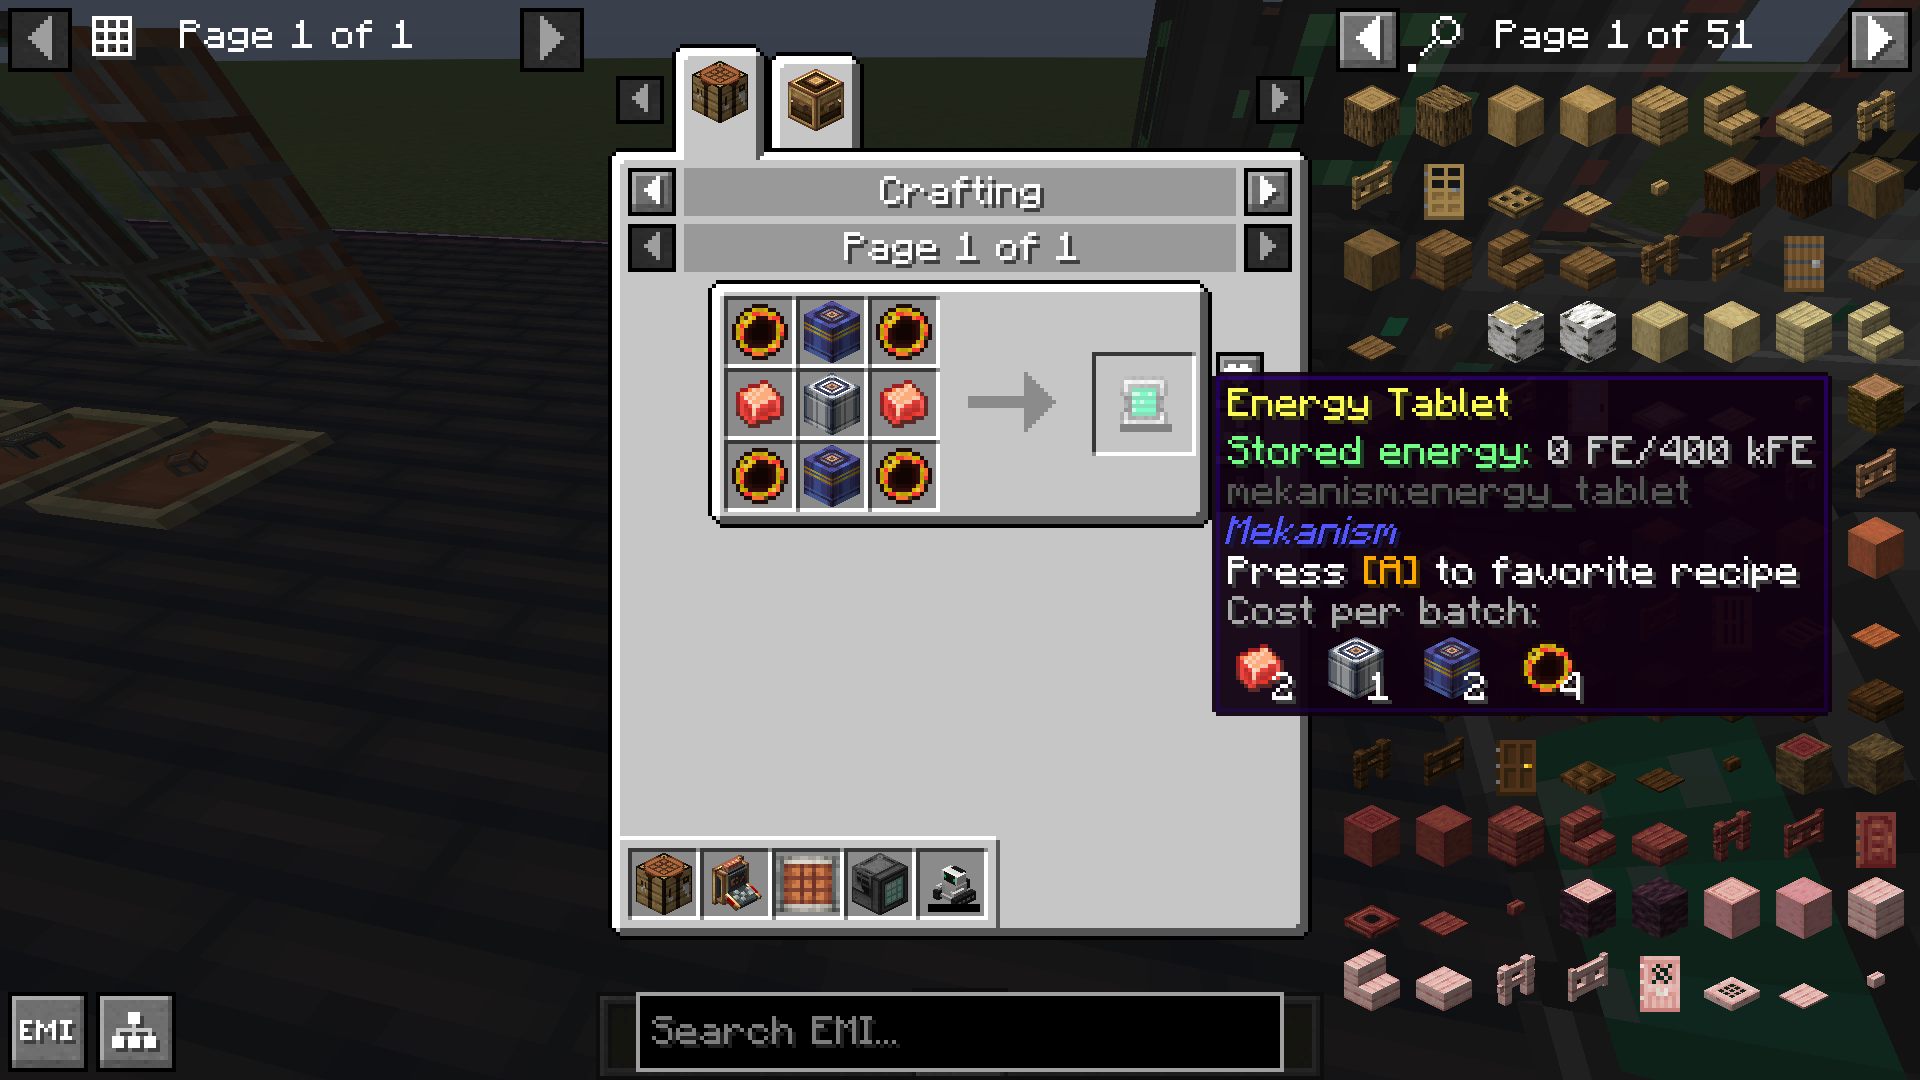 Page 1 of 1
Page 1 of 51
Crafting
Page 1 of 1
Energy Tablet
Stored energy: 0 FE/400 kFE
mekanism:energy_tablet
Mekanism
Press [A] to favorite recipe
Cost per batch:
2 1 2 4
EMI
Search EMI...